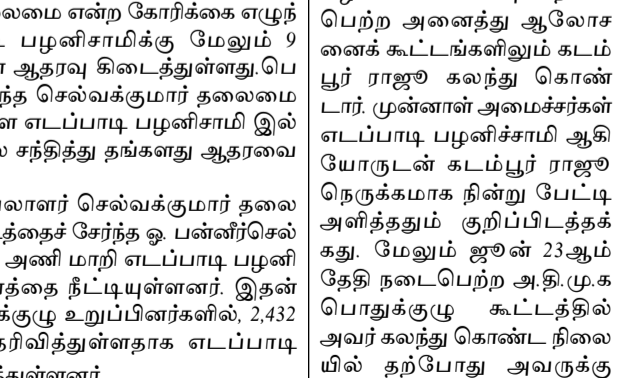 லமை என்ற கோரிக்கை எழுந்
பழனிசாமிக்கு மேலும் 9
ஆதரவு கிடைத்துள்ளது.பெ
ந்த செல்வக்குமார் தலைமை
ள எடப்பாடி பழனிசாமி இல்
சந்தித்து தங்களது ஆதரவை
லாளர் செல்வக்குமார் தலை
டத்தைச் சேர்ந்த ஓ. பன்னீர்செல்
அணி மாறி எடப்பாடி பழனி
ரத்தை நீட்டியுள்ளனர். இதன்
க்குழு உறுப்பினர்களில், 2,432
தரிவித்துள்ளதாக எடப்பாடி
பெற்ற அனைத்து ஆலோச
னைக் கூட்டங்களிலும் கடம்
பூர் ராஜூ கலந்து கொண்
டார். முன்னாள் அமைச்சர்கள்
எடப்பாடி பழனிச்சாமி ஆகி
யோருடன் கடம்பூர் ராஜூ
நெருக்கமாக நின்று பேட்டி
அளித்ததும் குறிப்பிடத்தக்
கது. மேலும் ஜூன் 23ஆம்
தேதி நடைபெற்ற அ.தி.மு.க
பொதுக்குழு கூட்டத்தில்
அவர் கலந்து கொண்ட நிலை
யில் தற்போது அவருக்கு